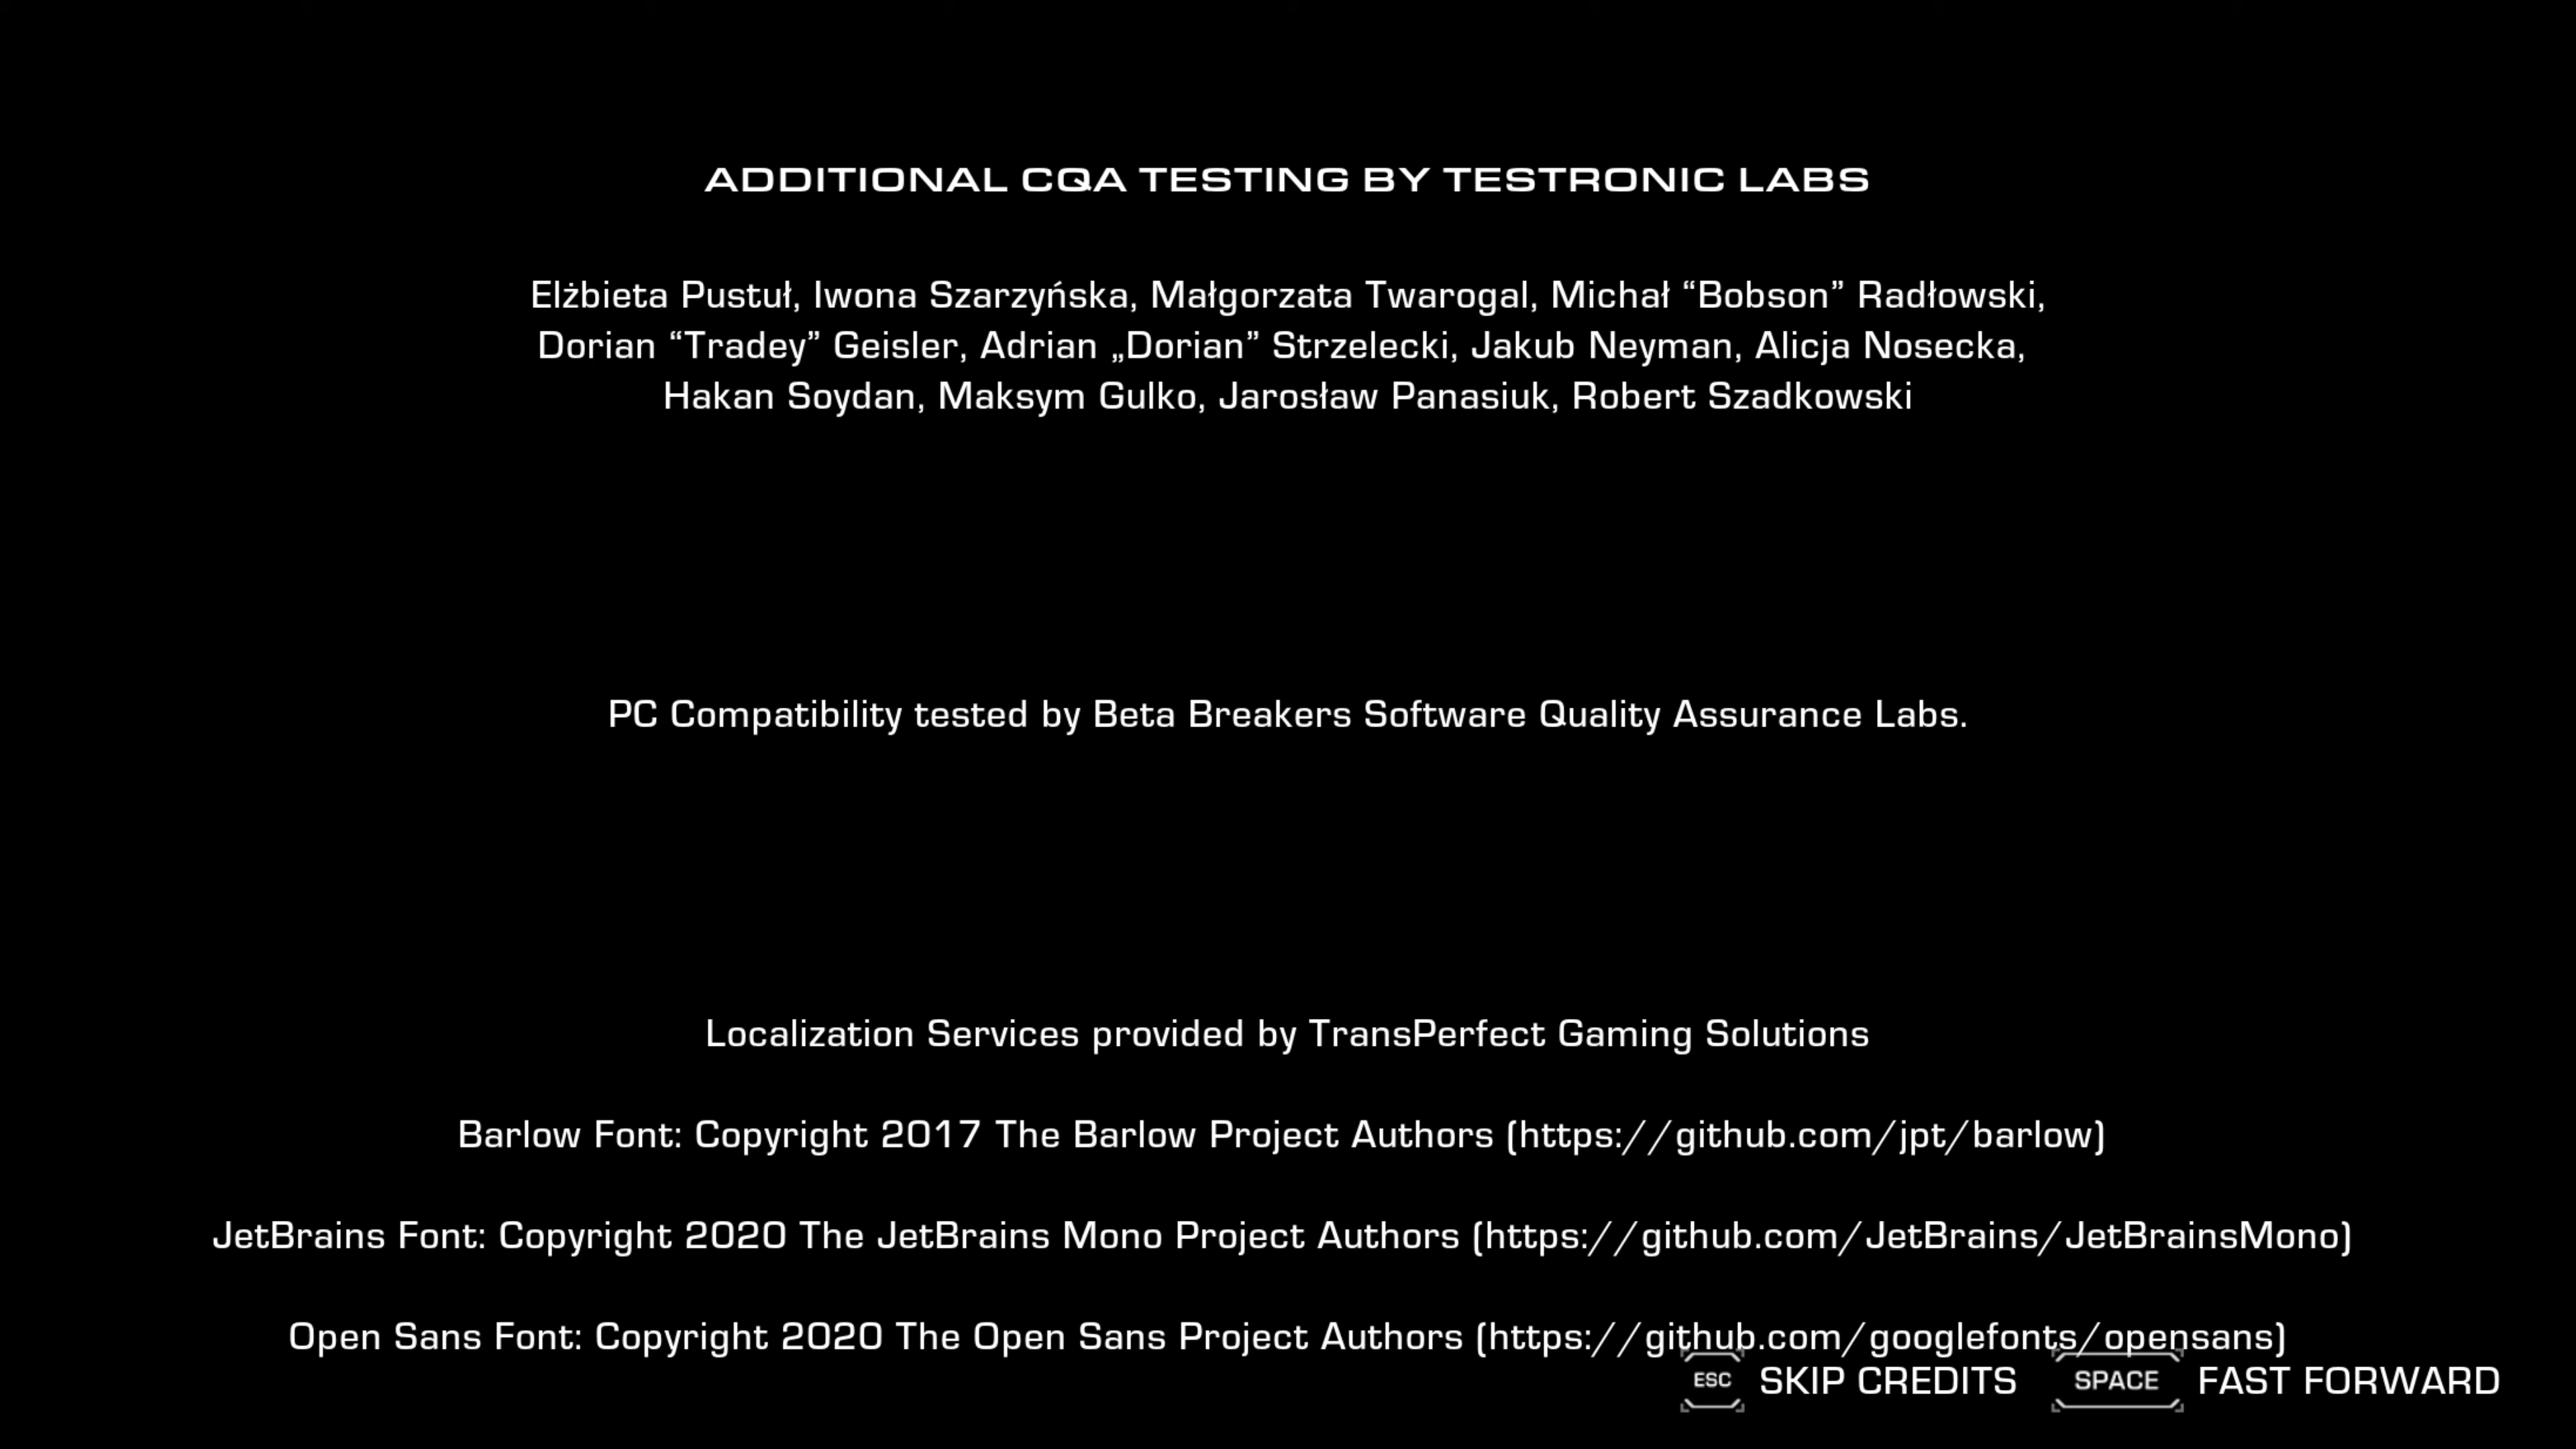 ADDITIONAL CQA TESTING BY TESTRONIC LABS
Elżbieta Pustuł, Iwona Szarzyńska, Małgorzata Twarogal, Michał “Bobson” Radłowski,
Dorian “Tradey” Geisler, Adrian „Dorian” Strzelecki, Jakub Neyman, Alicja Nosecka,
Hakan Soydan, Maksym Gulko, Jarosław Panasiuk, Robert Szadkowski
PC Compatibility tested by Beta Breakers Software Quality Assurance Labs.
Localization Services provided by TransPerfect Gaming Solutions
Barlow Font: Copyright 2017 The Barlow Project Authors (https://github.com/jpt/barlow)
JetBrains Font: Copyright 2020 The JetBrains Mono Project Authors (https://github.com/JetBrains/JetBrainsMono)
Open Sans Font: Copyright 2020 The Open Sans Project Authors (https://github.com/googlefonts/opensans)
ESC SKIP CREDITS SPACE FAST FORWARD